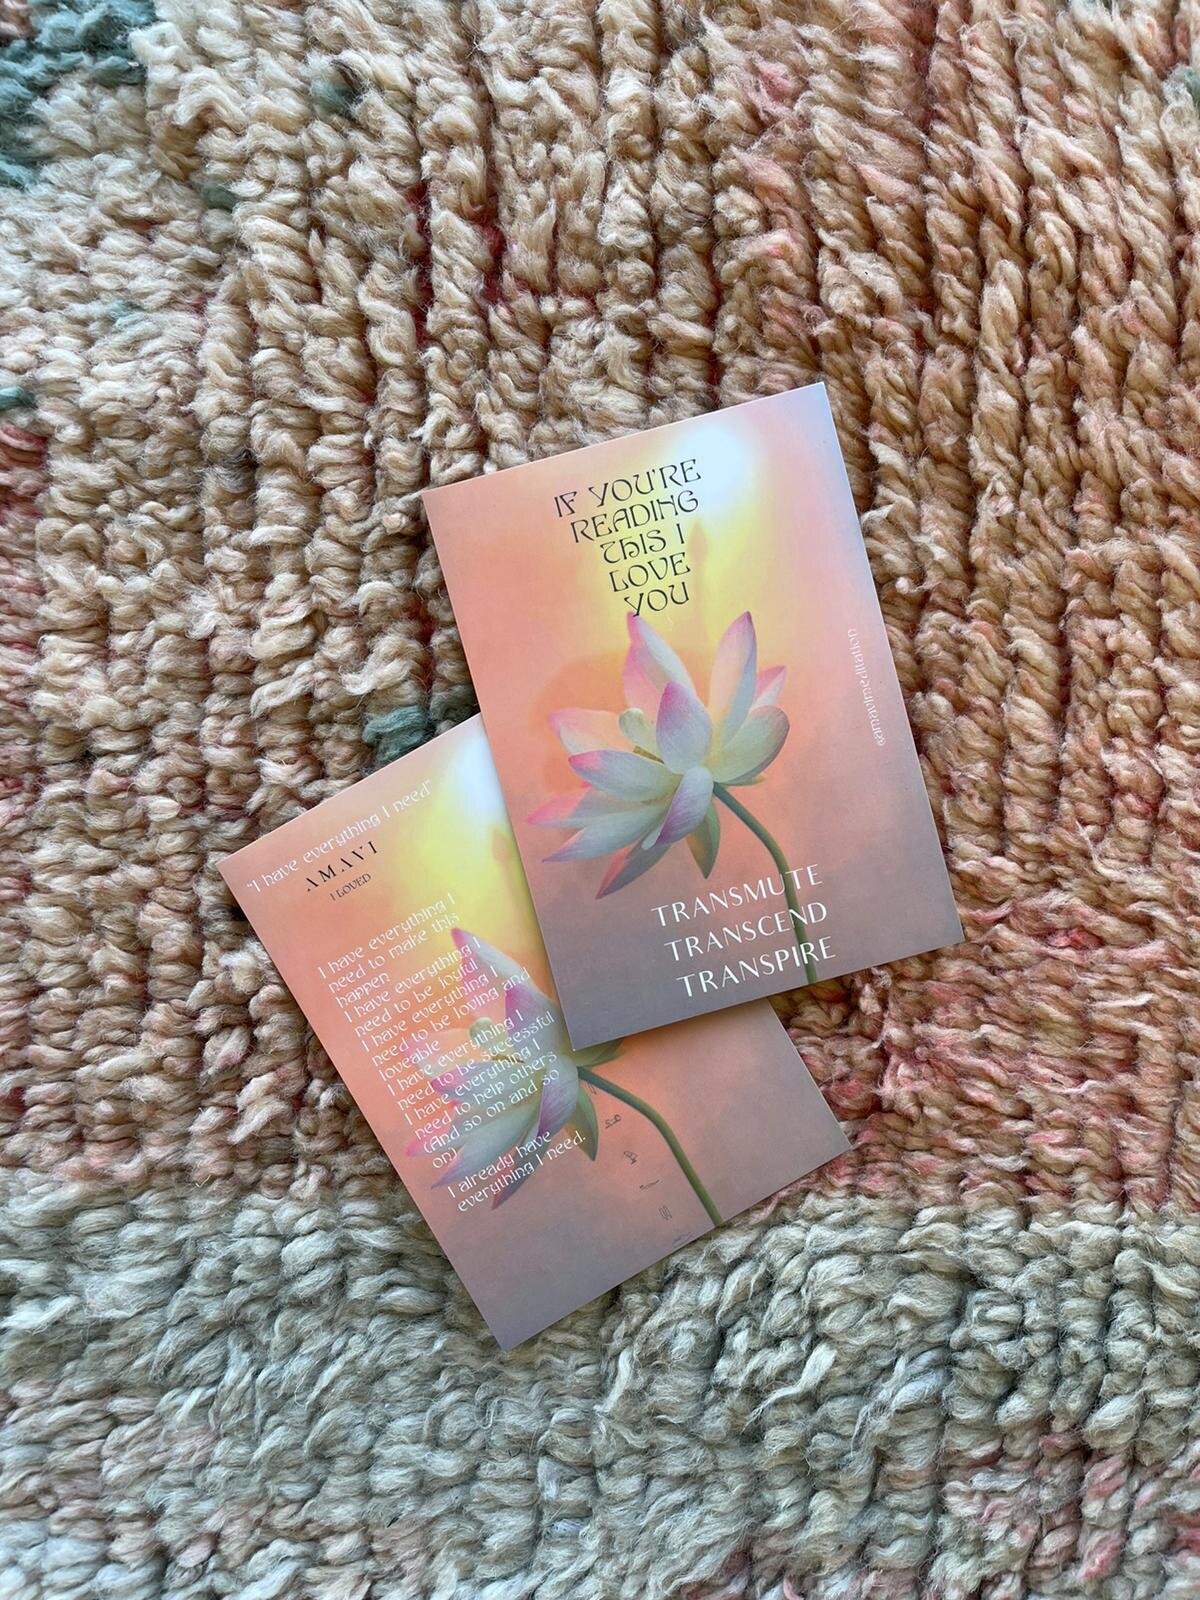 IF YOU'RE
READING
THIS I
LOVE
YOU
@amavimeditation
TRANSMUTE
TRANSCEND
TRANSPIRE
"I have everything I need"
AMAVI
I LOVED
I have everything I
need to make this
happen
I have everything I
need to be joyful
I have everything I
need to be loving and
loveable
I have everything I
need to be successful
I have everything I
need to help others
(And so on and so
on)
I already have
everything I need.